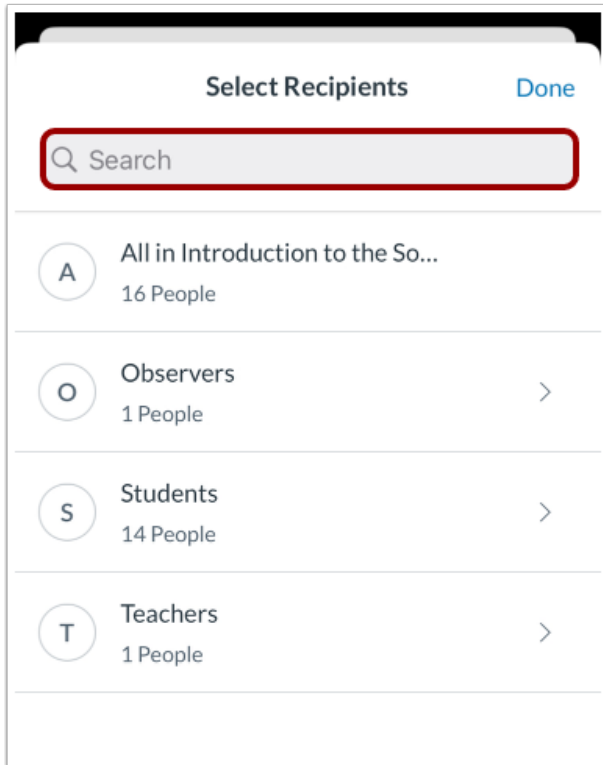 Select Recipients Done
Search
A All in Introduction to the So...
16 People
O Observers
1 People
S Students
14 People
T Teachers
1 People